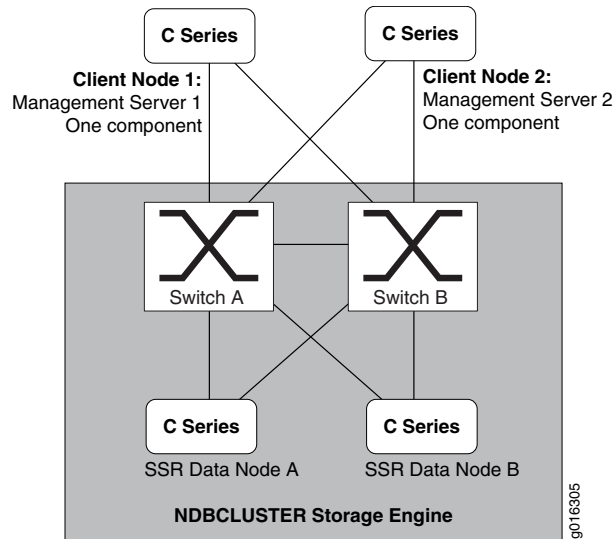 C Series
C Series
Client Node 1:
Management Server 1
One component
Client Node 2:
Management Server 2
One component
Switch A
Switch B
C Series
C Series
SSR Data Node A
SSR Data Node B
NDBCLUSTER Storage Engine
g016305